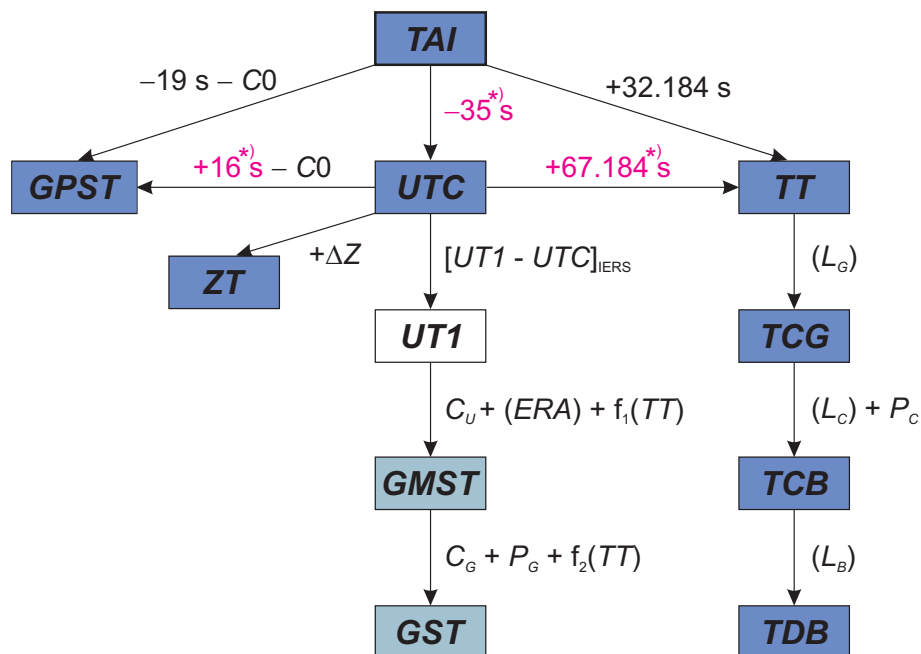 TAI
−19 s − C0
−35*)s
+32.184 s
GPST
+16*)s − C0
UTC
+67.184*)s
TT
+ΔZ
[UT1 - UTC]IERS
(LG)
ZT
UT1
TCG
CU + (ERA) + f1(TT)
(LC) + PC
GMST
TCB
CG + PG + f2(TT)
(LB)
GST
TDB